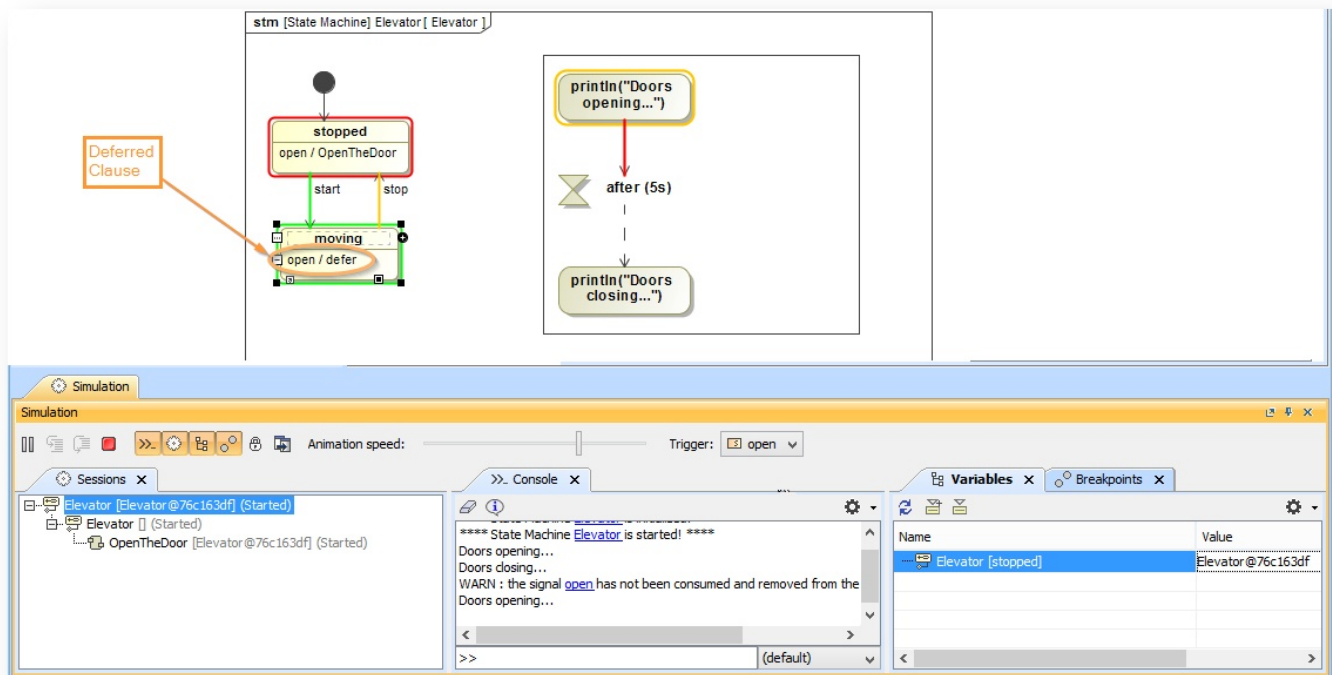 stm [State Machine] Elevator [ Elevator ]
println("Doors
opening...")
stopped
open / OpenTheDoor
Deferred
Clause
start
stop
after (5s)
moving
open / defer
println("Doors
closing...")
Simulation
Simulation
Animation speed:
Trigger: open
Sessions
Elevator [Elevator@76c163df] (Started)
Elevator [] (Started)
OpenTheDoor [Elevator@76c163df] (Started)
>>_ Console
**** State Machine Elevator is started! ****
Doors opening...
Doors closing...
WARN : the signal open has not been consumed and removed from the
Doors opening...
>>
(default)
Variables
Breakpoints
Name
Value
Elevator [stopped]
Elevator@76c163df